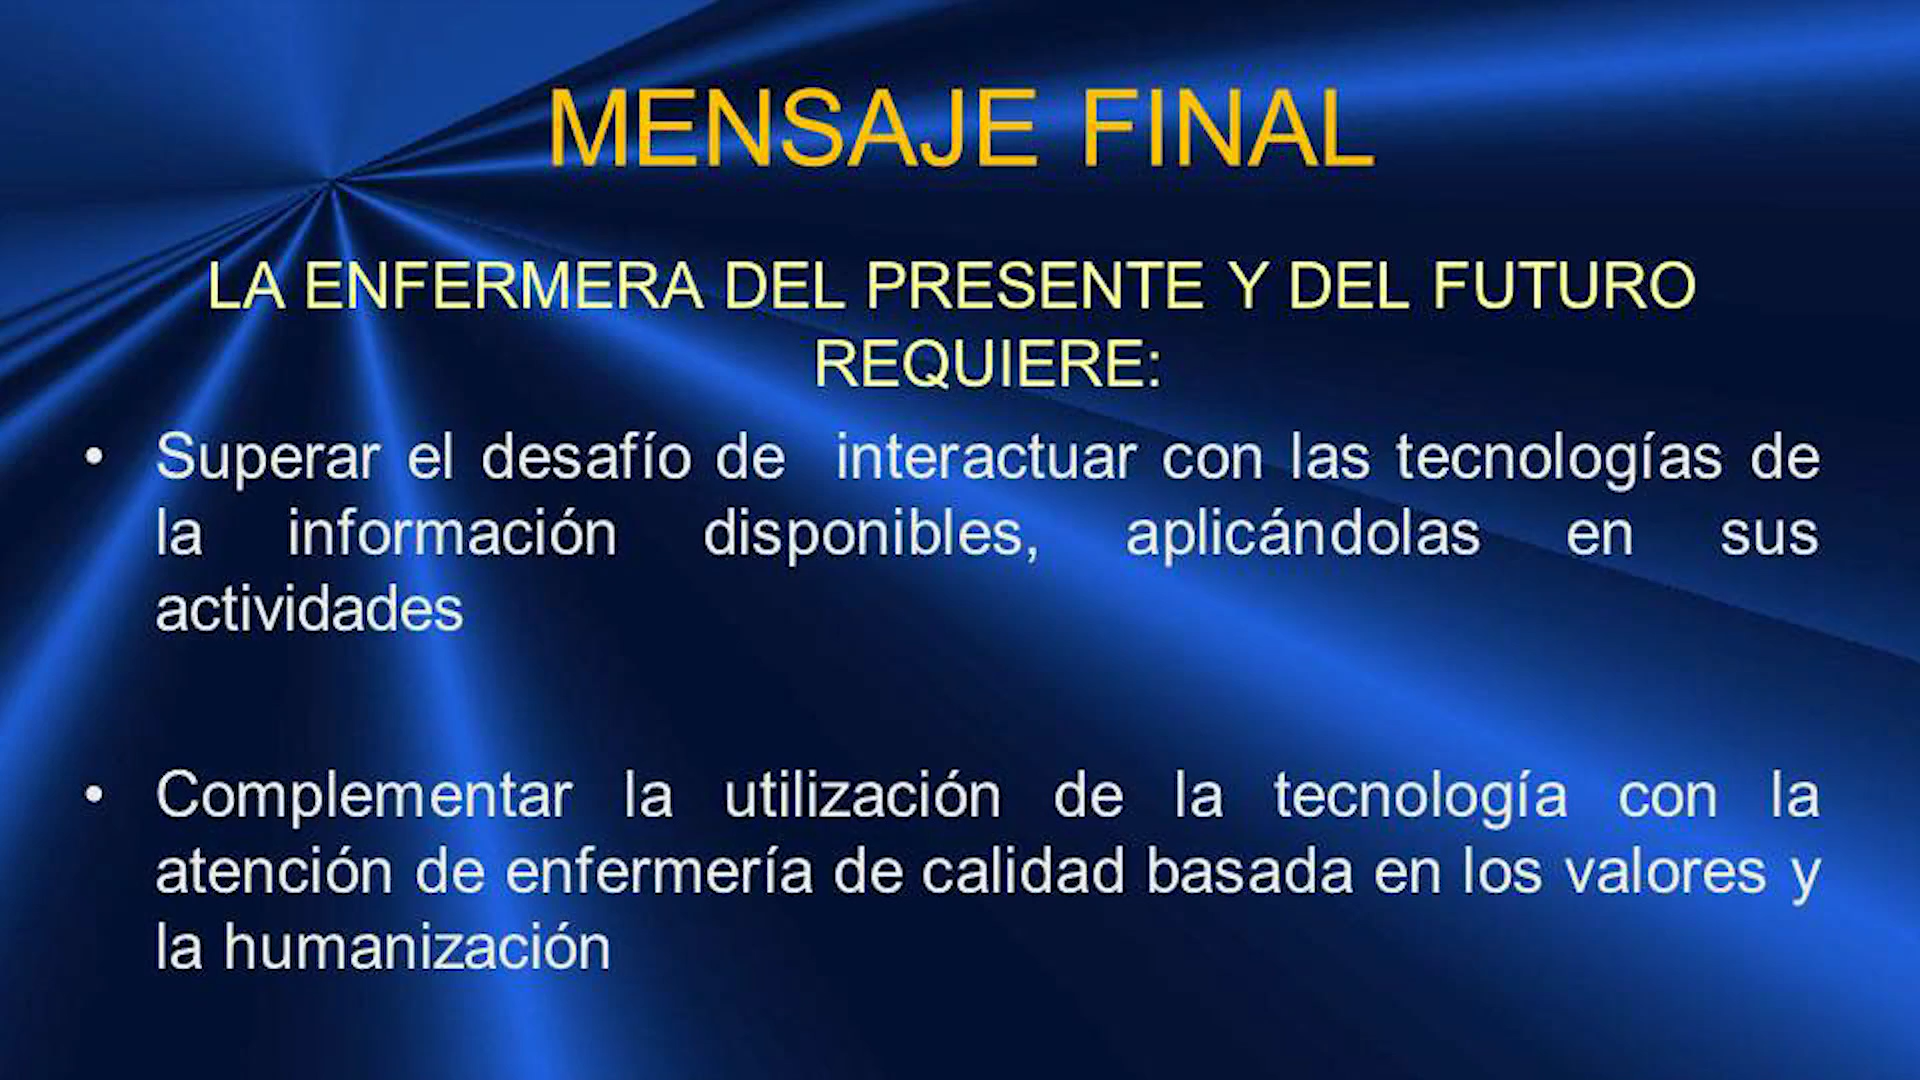 MENSAJE FINAL
LA ENFERMERA DEL PRESENTE Y DEL FUTURO
REQUIERE:
• Superar el desafío de interactuar con las tecnologías de
la información disponibles, aplicándolas en sus
actividades
• Complementar la utilización de la tecnología con la
atención de enfermería de calidad basada en los valores y
la humanización